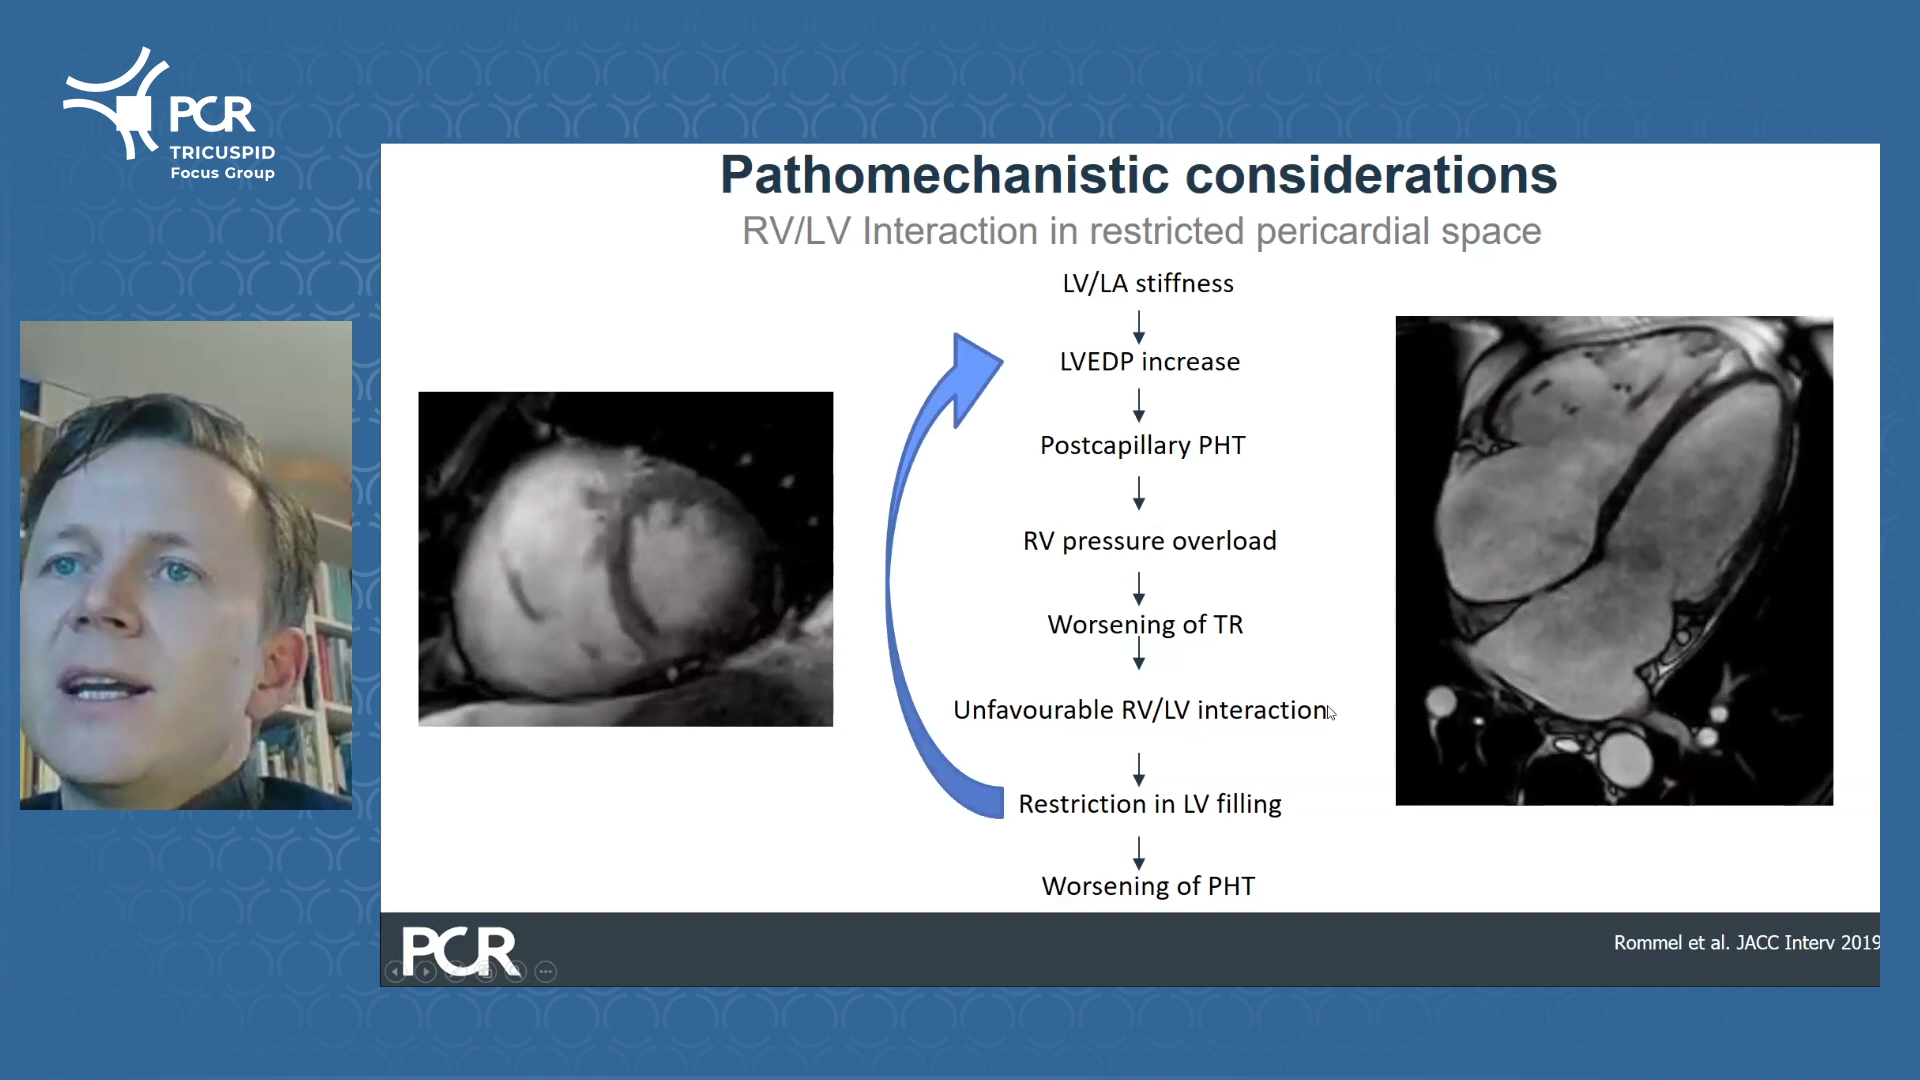 PCR
TRICUSPID
Focus Group
Pathomechanistic considerations
RV/LV Interaction in restricted pericardial space
LV/LA stiffness
LVEDP increase
Postcapillary PHT
RV pressure overload
Worsening of TR
Unfavourable RV/LV interaction
Restriction in LV filling
Worsening of PHT
PCR
Rommel et al. JACC Interv 2019